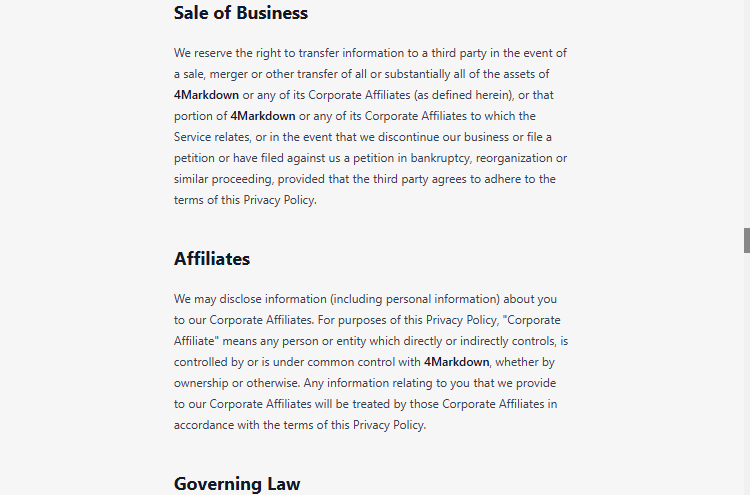 Sale of Business
We reserve the right to transfer information to a third party in the event of
a sale, merger or other transfer of all or substantially all of the assets of
4Markdown or any of its Corporate Affiliates (as defined herein), or that
portion of 4Markdown or any of its Corporate Affiliates to which the
Service relates, or in the event that we discontinue our business or file a
petition or have filed against us a petition in bankruptcy, reorganization or
similar proceeding, provided that the third party agrees to adhere to the
terms of this Privacy Policy.
Affiliates
We may disclose information (including personal information) about you
to our Corporate Affiliates. For purposes of this Privacy Policy, "Corporate
Affiliate" means any person or entity which directly or indirectly controls, is
controlled by or is under common control with 4Markdown, whether by
ownership or otherwise. Any information relating to you that we provide
to our Corporate Affiliates will be treated by those Corporate Affiliates in
accordance with the terms of this Privacy Policy.
Governing Law